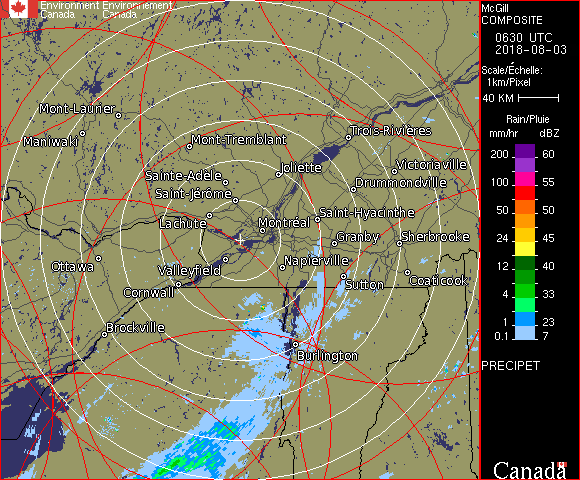 Environment Environnement
Canada Canada
McGill
COMPOSITE
0630 UTC
2018-08-03
Scale/Échelle:
1km/Pixel
40 KM
Rain/Pluie
mm/hr dBZ
200 60
100 55
50 50
24 45
12 40
4 33
1 23
0.1 7
PRECIPET
Mont-Laurier
Maniwaki
Mont-Tremblant
Trois-Rivières
Sainte-Adèle
Joliette
Victoriaville
Saint-Jérôme
Drummondville
Lachute
Montréal
Saint-Hyacinthe
Granby
Sherbrooke
Ottawa
Valleyfield
Napierville
Cornwall
Sutton
Coaticook
Brockville
Burlington
Canada